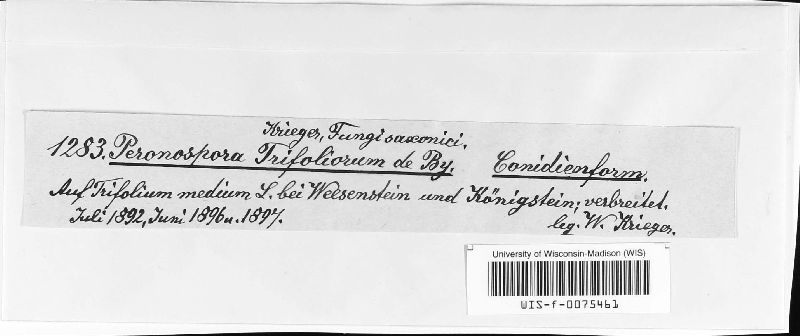 Krieger, Fungi saxonici.
1283. Peronospora Trifoliorum de By. Conidienform.
Auf Trifolium medium L. bei Weesenstein und Königstein; verbreitet.
Juli 1892, Juni 1896 u. 1897. leg. W. Krieger.
University of Wisconsin-Madison (WIS)
WIS-f-0075461